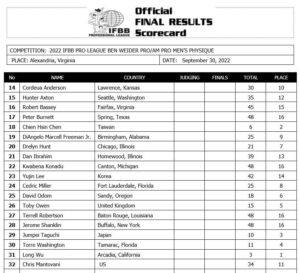 Official
FINAL RESULTS
Scorecard
IFBB
PROFESSIONAL LEAGUE
COMPETITION: 2022 IFBB PRO LEAGUE BEN WEIDER PRO/AM PRO MEN'S PHYSIQUE
PLACE: Alexandria, Virginia DATE: September 30, 2022
No NAME COUNTRY JUDGING FINALS TOTAL PLACE
14 Cordeua Anderson Lawrence, Kansas 30 10
15 Hunter Axton Seattle, Washington 35 12
16 Robert Bassey Fairfax, Virginia 45 15
17 Peter Burnett Spring, Texas 48 16
18 Chien Hsin Chen Taiwan 6 2
19 DiAngelo Marcell Freeman Jr. Birmingham, Alabama 25 9
20 Drelyn Hunt Chicago, Illinois 21 7
21 Dan Ibrahim Homewood, Illinois 39 13
22 Kwabena Konadu Canton, Michigan 48 16
23 Yujin Lee Korea 42 14
24 Cedric Miller Fort Lauderdale, Florida 25 8
25 David Odom Sandy, Oregon 18 6
26 Toby Owen United Kingdom 15 5
27 Terrell Robertson Baton Rouge, Louisiana 48 16
28 Jerome Shanklin Buffalo, New York 48 16
29 Jumpei Taguchi Japan 10 3
30 Torre Washington Tamarac, Florida 11 4
31 Long Wu Arcadia, California 3 1
32 Chris Mantovani US 34 11